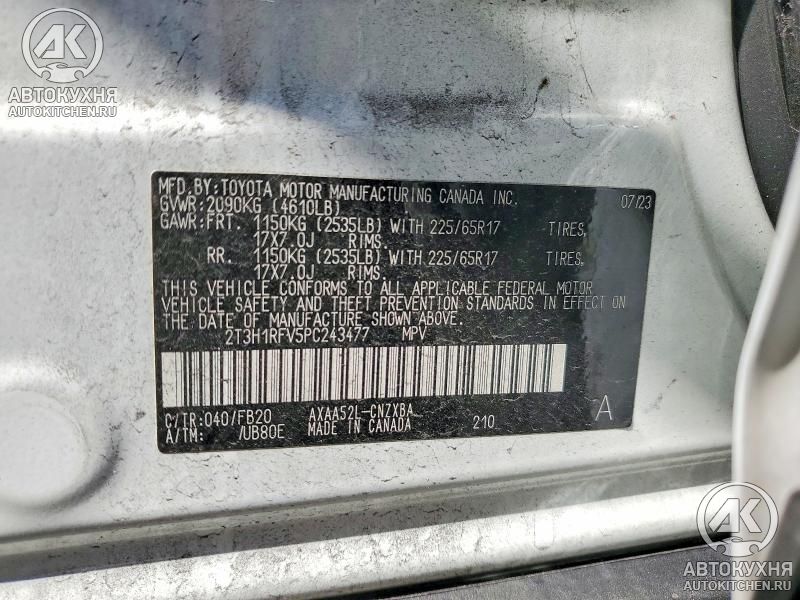 AK
АВТОКУХНЯ
AUTOKITCHEN.RU
MFD.BY:TOYOTA MOTOR MANUFACTURING CANADA INC. 07/23
GVWR:2090KG (4610LB)
GAWR:FRT. 1150KG (2535LB) WITH 225/65R17 TIRES,
17X7.0J RIMS.
RR. 1150KG (2535LB) WITH 225/65R17 TIRES,
17X7.0J RIMS.
THIS VEHICLE CONFORMS TO ALL APPLICABLE FEDERAL MOTOR
VEHICLE SAFETY AND THEFT PREVENTION STANDARDS IN EFFECT ON
THE DATE OF MANUFACTURE SHOWN ABOVE.
2T3H1RFV5PC243477 MPV
C/TR:040/FB20 AXAA52L-CNZXBA A
A/TM: /UB80E MADE IN CANADA 210
AK
АВТОКУХНЯ
AUTOKITCHEN.RU